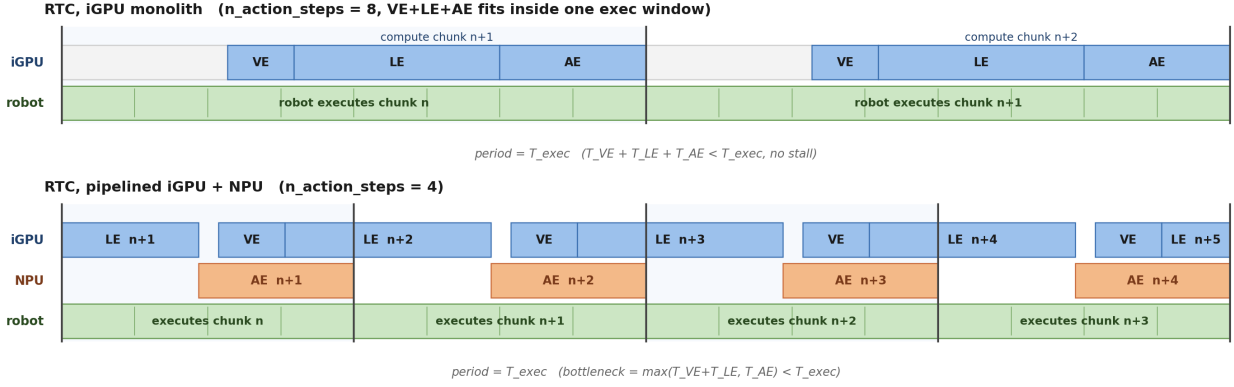 RTC, iGPU monolith   (n_action_steps = 8, VE+LE+AE fits inside one exec window)
compute chunk n+1
compute chunk n+2
iGPU
VE
LE
AE
VE
LE
AE
robot
robot executes chunk n
robot executes chunk n+1
period = T_exec   (T_VE + T_LE + T_AE < T_exec, no stall)
RTC, pipelined iGPU + NPU   (n_action_steps = 4)
iGPU
LE  n+1
VE
LE  n+2
VE
LE  n+3
VE
LE  n+4
VE
LE  n+5
NPU
AE  n+1
AE  n+2
AE  n+3
AE  n+4
robot
executes chunk n
executes chunk n+1
executes chunk n+2
executes chunk n+3
period = T_exec   (bottleneck = max(T_VE+T_LE, T_AE) < T_exec)